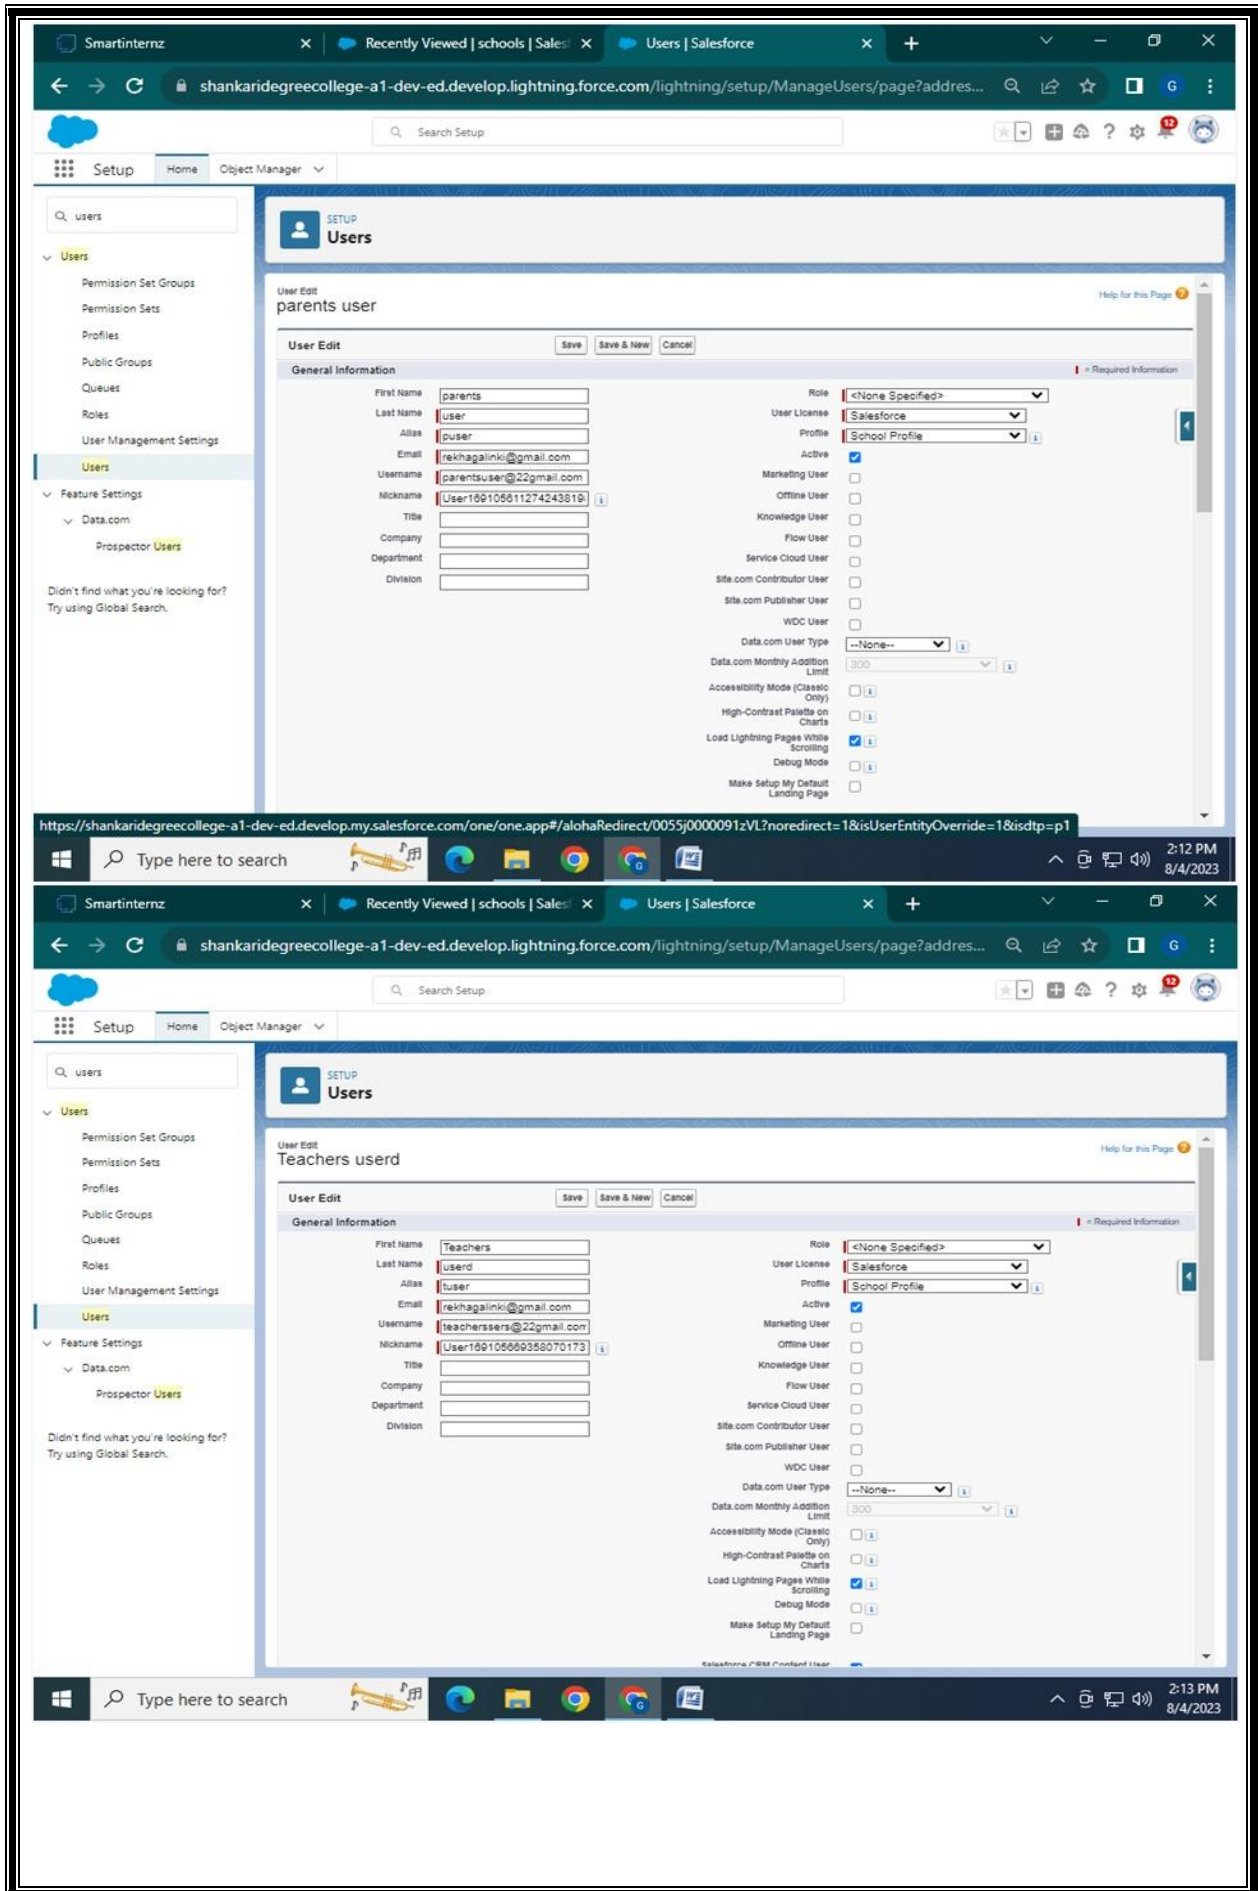 Smartinternz
Recently Viewed | schools | Sales
Users | Salesforce
shankaridegreecollege-a1-dev-ed.develop.lightning.force.com/lightning/setup/ManageUsers/page?addres...
G
Search Setup
12
Setup Home Object Manager
users
SETUP
Users
Users
Permission Set Groups
Permission Sets
Profiles
Public Groups
Queues
Roles
User Management Settings
Users
Feature Settings
Data.com
Prospector Users
Didn't find what you're looking for?
Try using Global Search.
User Edit
parents user
Help for this Page
User Edit Save Save & New Cancel
General Information = Required Information
First Name parents
Last Name user
Alias puser
Email rekhagalinki@gmail.com
Username parentsuser@22gmail.com
Nickname User169105611274243819
Title
Company
Department
Division
Role <None Specified>
User License Salesforce
Profile School Profile
Active
Marketing User
Offline User
Knowledge User
Flow User
Service Cloud User
Site.com Contributor User
Site.com Publisher User
WDC User
Data.com User Type --None--
Data.com Monthly Addition
Limit 300
Accessibility Mode (Classic
Only)
High-Contrast Palette on
Charts
Load Lightning Pages While
Scrolling
Debug Mode
Make Setup My Default
Landing Page
https://shankaridegreecollege-a1-dev-ed.develop.my.salesforce.com/one/one.app#/alohaRedirect/0055j0000091zVL?noredirect=1&isUserEntityOverride=1&isdtp=p1
Type here to search
2:12 PM
8/4/2023
Smartinternz
Recently Viewed | schools | Sales
Users | Salesforce
shankaridegreecollege-a1-dev-ed.develop.lightning.force.com/lightning/setup/ManageUsers/page?addres...
G
Search Setup
12
Setup Home Object Manager
users
SETUP
Users
Users
Permission Set Groups
Permission Sets
Profiles
Public Groups
Queues
Roles
User Management Settings
Users
Feature Settings
Data.com
Prospector Users
Didn't find what you're looking for?
Try using Global Search.
User Edit
Teachers userd
Help for this Page
User Edit Save Save & New Cancel
General Information = Required Information
First Name Teachers
Last Name userd
Alias tuser
Email rekhagalinki@gmail.com
Username teacherssers@22gmail.com
Nickname User169105669358070173
Title
Company
Department
Division
Role <None Specified>
User License Salesforce
Profile School Profile
Active
Marketing User
Offline User
Knowledge User
Flow User
Service Cloud User
Site.com Contributor User
Site.com Publisher User
WDC User
Data.com User Type --None--
Data.com Monthly Addition
Limit 300
Accessibility Mode (Classic
Only)
High-Contrast Palette on
Charts
Load Lightning Pages While
Scrolling
Debug Mode
Make Setup My Default
Landing Page
Salesforce CRM Content User
Type here to search
2:13 PM
8/4/2023